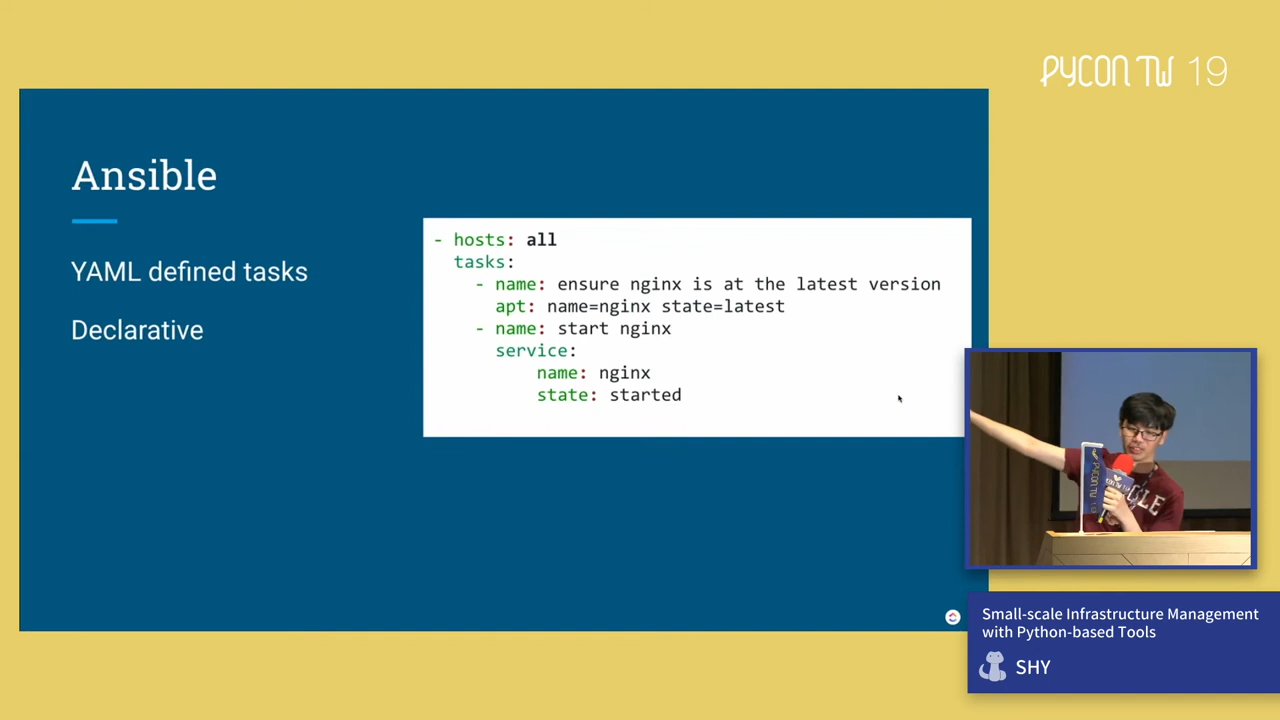 PYCON TW 19
Ansible
YAML defined tasks
Declarative
- hosts: all
tasks:
- name: ensure nginx is at the latest version
apt: name=nginx state=latest
- name: start nginx
service:
name: nginx
state: started
PYCON TW
Small-scale Infrastructure Management
with Python-based Tools
SHY